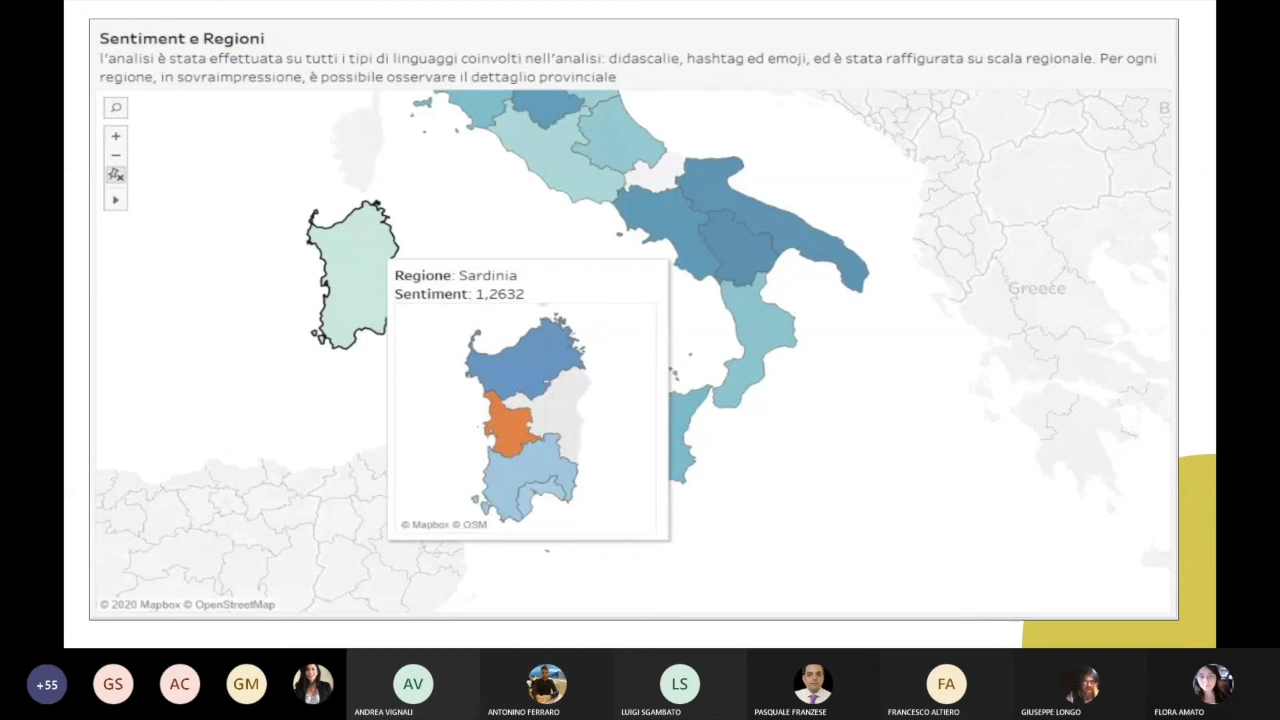 Sentiment e Regioni
l'analisi è stata effettuata su tutti i tipi di linguaggi coinvolti nell'analisi: didascalie, hashtag ed emoji, ed è stata raffigurata su scala regionale. Per ogni
regione, in sovraimpressione, è possibile osservare il dettaglio provinciale
B
Greece
Regione: Sardinia
Sentiment: 1,2632
© Mapbox © OSM
© 2020 Mapbox © OpenStreetMap
+55
GS
AC
GM
AV
LS
FA
ANDREA VIGNALI
ANTONINO FERRARO
LUIGI SGAMBATO
PASQUALE FRANZESE
FRANCESCO ALTIERO
GIUSEPPE LONGO
FLORA AMATO